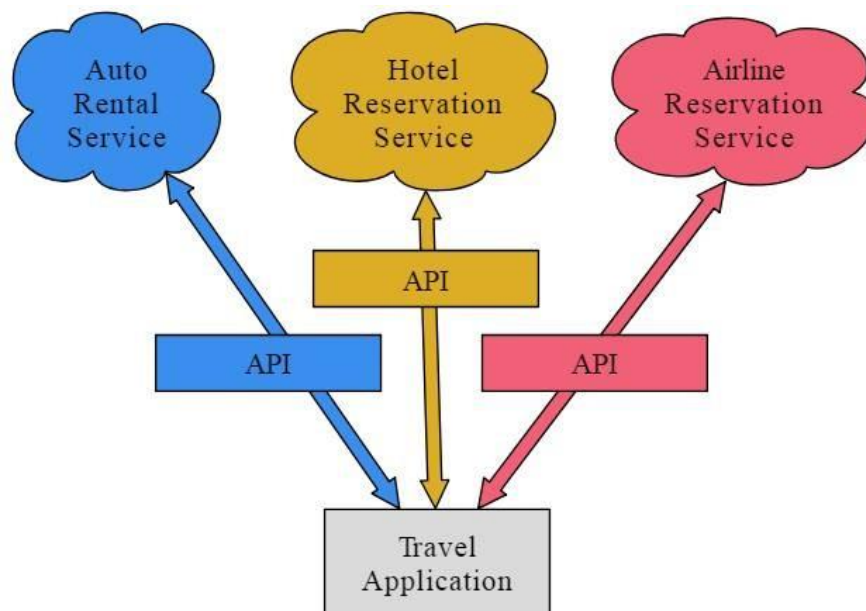 Auto
Rental
Service
Hotel
Reservation
Service
Airline
Reservation
Service
API
API
API
Travel
Application